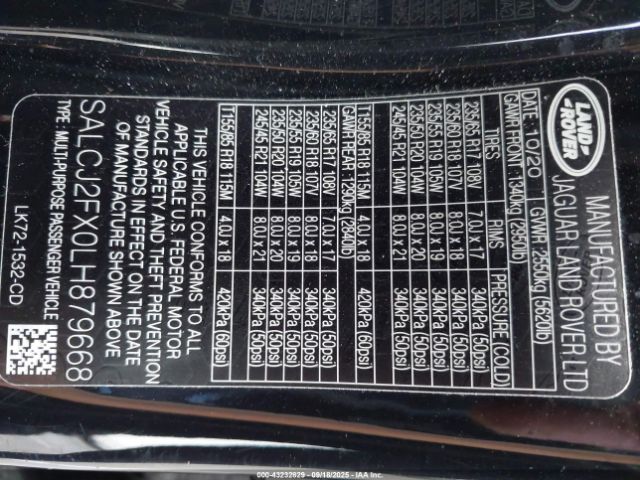 LAND
ROVER
MANUFACTURED BY
JAGUAR LAND ROVER LTD
DATE: 10/20 GVWR 2550kg (5620lb)
GAWR FRONT 1340kg (2950lb)
TIRES RIMS PRESSURE (COLD)
235/65 R17 108V 7.0J x 17 340kPa (50psi)
235/60 R18 107V 8.0J x 18 340kPa (50psi)
235/55 R19 105V 8.0J x 19 340kPa (50psi)
235/50 R20 104W 8.0J x 20 340kPa (50psi)
245/45 R21 104W 8.0J x 21 340kPa (50psi)
T155/85 R18 115M 4.0J x 18 420kPa (60psi)
GAWR REAR 1290kg (2840lb)
235/65 R17 108V 7.0J x 17 340kPa (50psi)
235/60 R18 107V 8.0J x 18 340kPa (50psi)
235/55 R19 105V 8.0J x 19 340kPa (50psi)
235/50 R20 104W 8.0J x 20 340kPa (50psi)
245/45 R21 104W 8.0J x 21 340kPa (50psi)
T155/85 R18 115M 4.0J x 18 420kPa (60psi)
THIS VEHICLE CONFORMS TO ALL
APPLICABLE U.S. FEDERAL MOTOR
VEHICLE SAFETY AND THEFT PREVENTION
STANDARDS IN EFFECT ON THE DATE
OF MANUFACTURE SHOWN ABOVE
SALCJ2FX0LH879668
TYPE: MULTI-PURPOSE PASSENGER VEHICLE
LK72-1532-CD
000-43232629 - 09/18/2025 - IAA Inc.